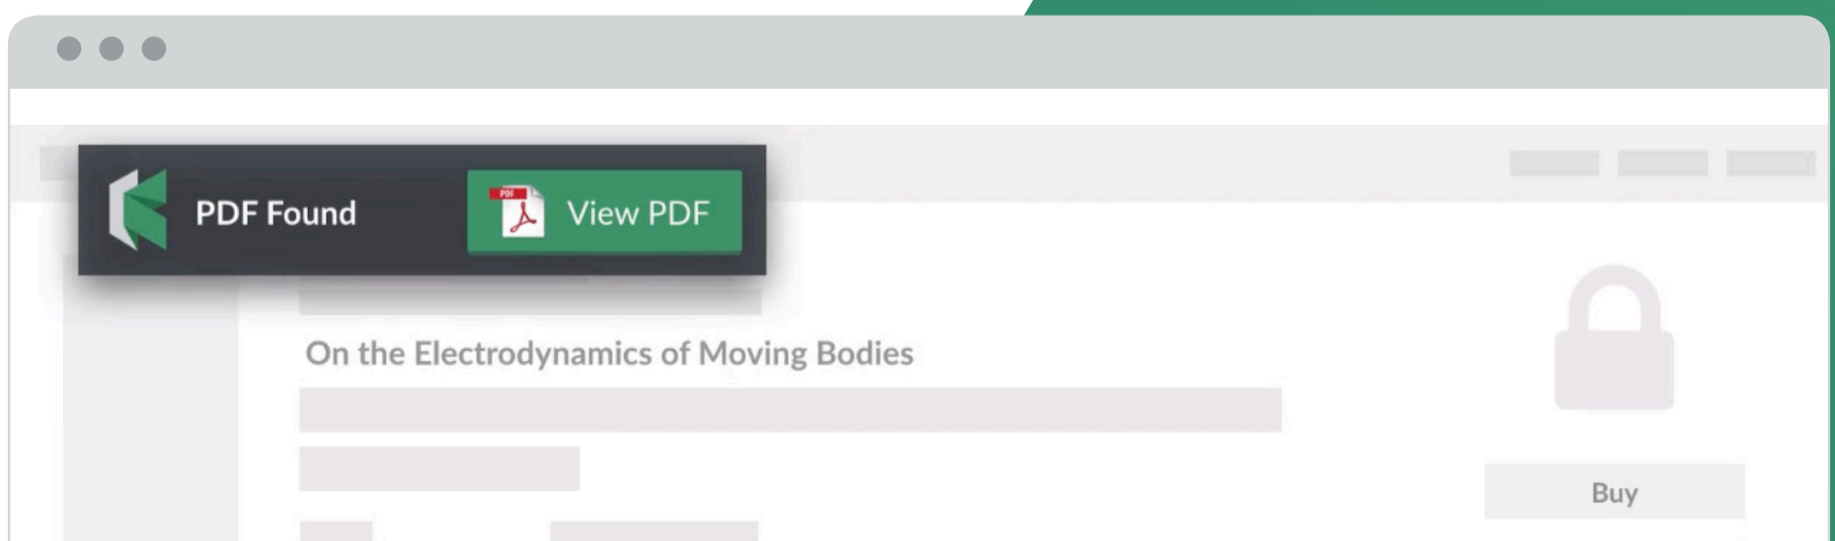 PDF Found
PDF
View PDF
On the Electrodynamics of Moving Bodies
Buy